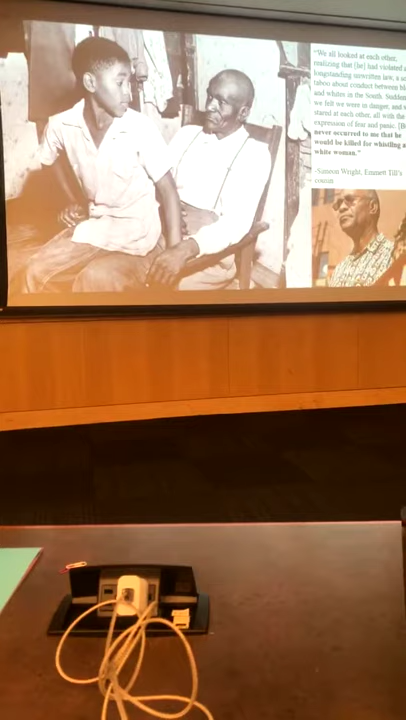 "We all looked at each other,
realizing that [he] had violated a
longstanding unwritten law, a
taboo about conduct between
and whites in the South. Sudden
we felt we were in danger, and
stared at each other, all with the
expression of fear and panic.
never occurred to me that he
would be killed for whistling a
white woman."
-Simeon Wright, Emmett Till's
cousin